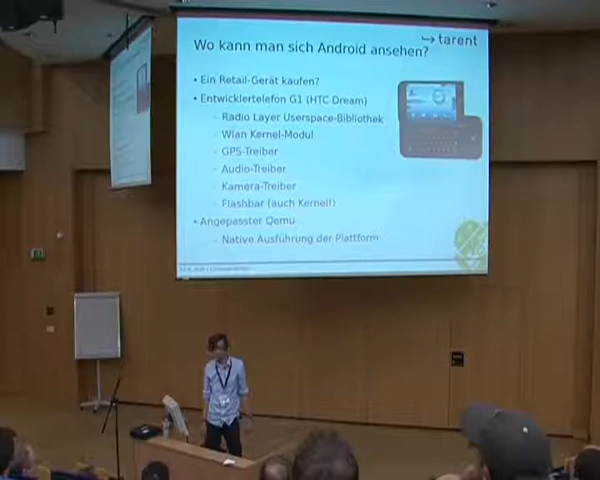 Wo kann man sich Android ansehen?
tarent
• Ein Retail-Gerät kaufen?
• Entwicklertelefon G1 (HTC Dream)
– Radio Layer Userspace-Bibliothek
– Wlan Kernel-Modul
– GPS-Treiber
– Audio-Treiber
– Kamera-Treiber
– Flashbar (auch Kernel!)
• Angepasster Qemu
– Native Ausführung der Plattform